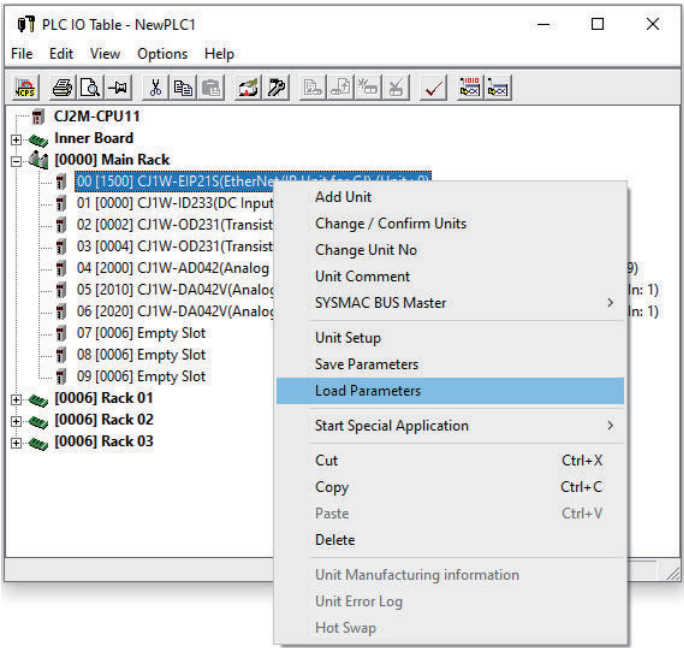 PLC IO Table - NewPLC1
File Edit View Options Help
CJ2M-CPU11
Inner Board
[0000] Main Rack
00 [1500] CJ1W-EIP21S(EtherNet/IP Unit for CJ) (Unit : 0)
01 [0000] CJ1W-ID233(DC Input
02 [0002] CJ1W-OD231(Transist
03 [0004] CJ1W-OD231(Transist
04 [2000] CJ1W-AD042(Analog 9)
05 [2010] CJ1W-DA042V(Analog In: 1)
06 [2020] CJ1W-DA042V(Analog In: 1)
07 [0006] Empty Slot
08 [0006] Empty Slot
09 [0006] Empty Slot
[0006] Rack 01
[0006] Rack 02
[0006] Rack 03
Add Unit
Change / Confirm Units
Change Unit No
Unit Comment
SYSMAC BUS Master
Unit Setup
Save Parameters
Load Parameters
Start Special Application
Cut Ctrl+X
Copy Ctrl+C
Paste Ctrl+V
Delete
Unit Manufacturing information
Unit Error Log
Hot Swap